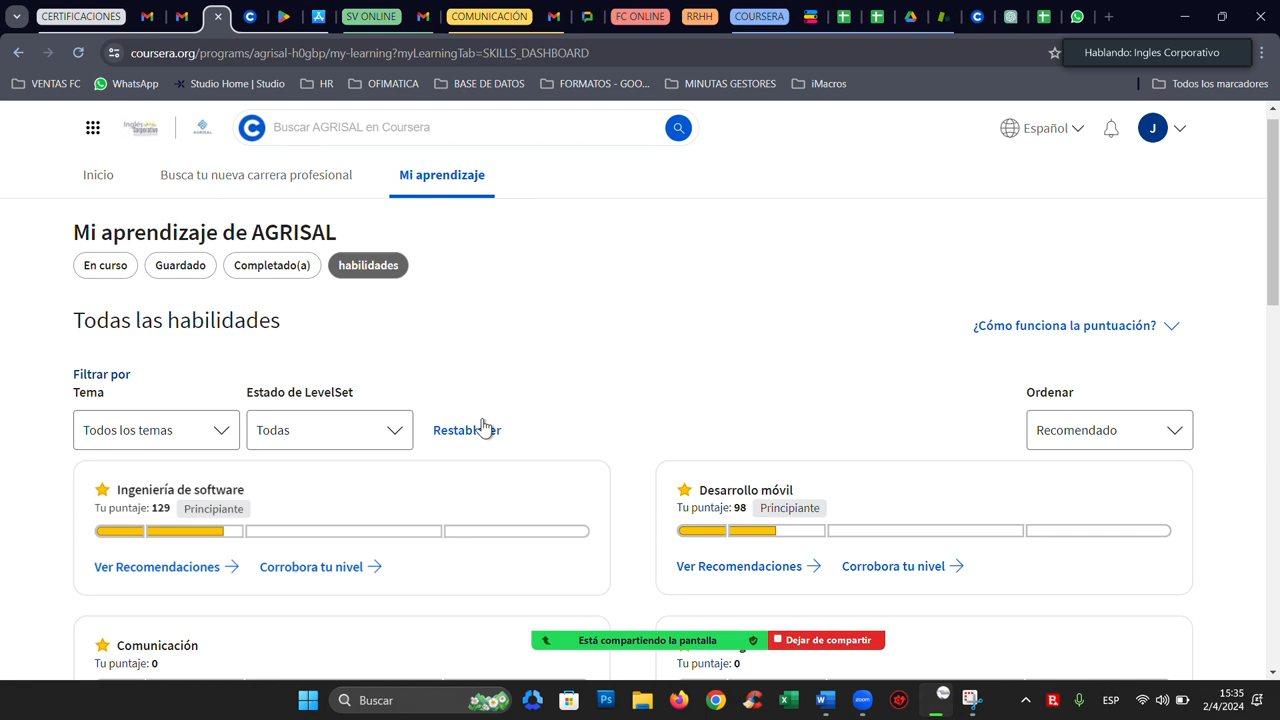 CERTIFICACIONES
SV ONLINE
COMUNICACIÓN
FC ONLINE
RRHH
COURSERA
coursera.org/programs/agrisal-h0gbp/my-learning?myLearningTab=SKILLS_DASHBOARD
Hablando: Ingles Corporativo
VENTAS FC
WhatsApp
Studio Home | Studio
HR
OFIMATICA
BASE DE DATOS
FORMATOS - GOO...
MINUTAS GESTORES
iMacros
Todos los marcadores
Inglés
Corporativo
AGRISAL
Buscar AGRISAL en Coursera
Español
J
Inicio
Busca tu nueva carrera profesional
Mi aprendizaje
Mi aprendizaje de AGRISAL
En curso
Guardado
Completado(a)
habilidades
Todas las habilidades
¿Cómo funciona la puntuación?
Filtrar por
Tema
Estado de LevelSet
Ordenar
Todos los temas
Todas
Restablecer
Recomendado
Ingeniería de software
Tu puntaje: 129 Principiante
Ver Recomendaciones
Corrobora tu nivel
Desarrollo móvil
Tu puntaje: 98 Principiante
Ver Recomendaciones
Corrobora tu nivel
Comunicación
Tu puntaje: 0
Está compartiendo la pantalla
Dejar de compartir
Tu puntaje: 0
Buscar
zoom
ESP
15:35
2/4/2024